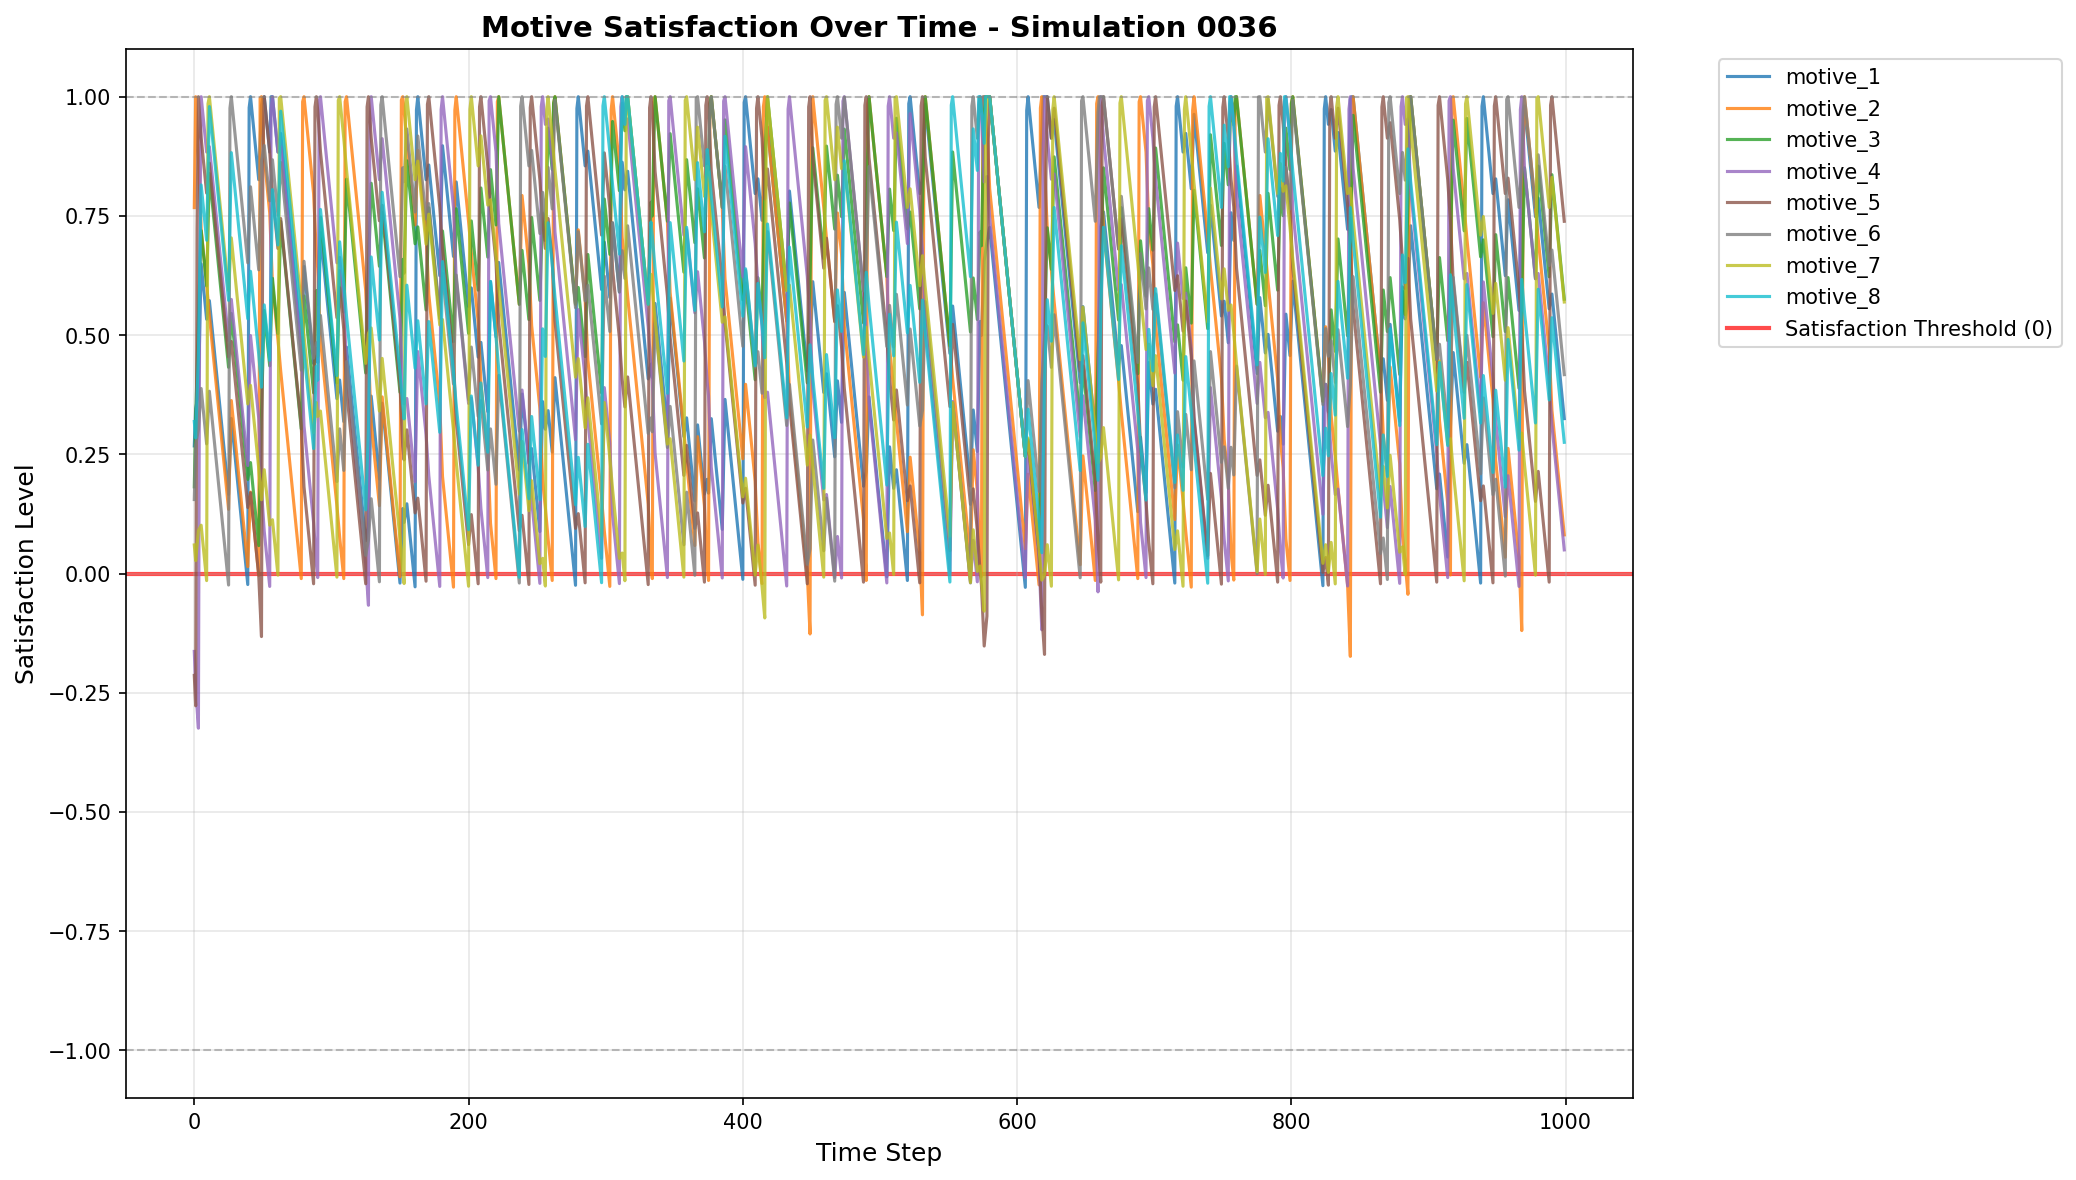 Motive Satisfaction Over Time - Simulation 0036
1.00
0.75
0.50
0.25
0.00
−0.25
−0.50
−0.75
−1.00
Satisfaction Level
0 200 400 600 800 1000
Time Step
motive_1
motive_2
motive_3
motive_4
motive_5
motive_6
motive_7
motive_8
Satisfaction Threshold (0)